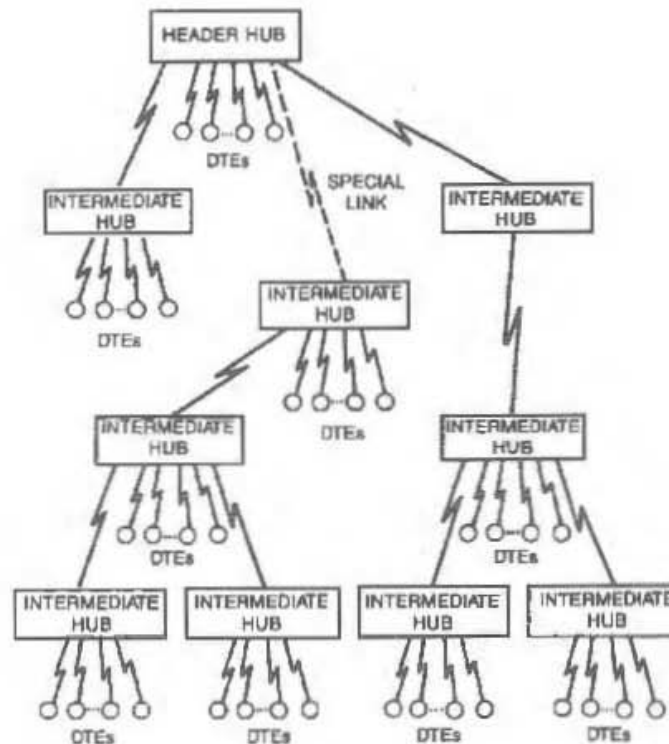 HEADER HUB
DTEs
SPECIAL
LINK
INTERMEDIATE
HUB
INTERMEDIATE
HUB
DTEs
INTERMEDIATE
HUB
DTEs
INTERMEDIATE
HUB
INTERMEDIATE
HUB
DTEs
DTEs
INTERMEDIATE
HUB
INTERMEDIATE
HUB
INTERMEDIATE
HUB
INTERMEDIATE
HUB
DTEs
DTEs
DTEs
DTEs